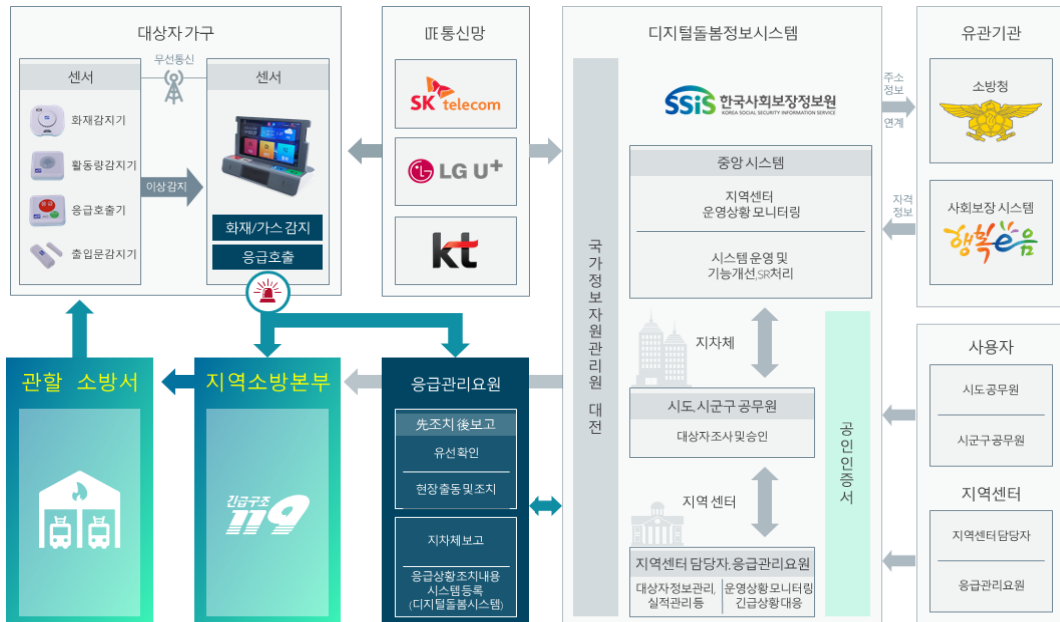 대상자 가구
무선통신
센서
화재감지기
활동량감지기
응급호출기
출입문감지기
이상 감지
센서
화재/가스 감지
응급호출
LTE 통신망
SK telecom
LG U+
kt
디지털돌봄정보시스템
국가정보자원관리원 대전
SSiS 한국사회보장정보원
KOREA SOCIAL SECURITY INFORMATION SERVICE
중앙 시스템
지역센터
운영상황 모니터링
시스템 운영 및
기능개선,SR처리
지차체
시도, 시군구 공무원
대상자조사 및 승인
지역 센터
지역센터 담당자, 응급관리요원
대상자정보관리,
실적관리 등
운영상황모니터링
긴급상황대응
공인인증서
주소
정보
연계
자격
정보
유관기관
소방청
사회보장 시스템
행복e음
사용자
시도공무원
시군구공무원
지역센터
지역센터담당자
응급관리요원
관할 소방서
지역소방본부
긴급구조
119
응급관리요원
先조치 後보고
유선확인
현장출동 및 조치
지차체보고
응급상황조치내용
시스템등록
(디지털돌봄시스템)